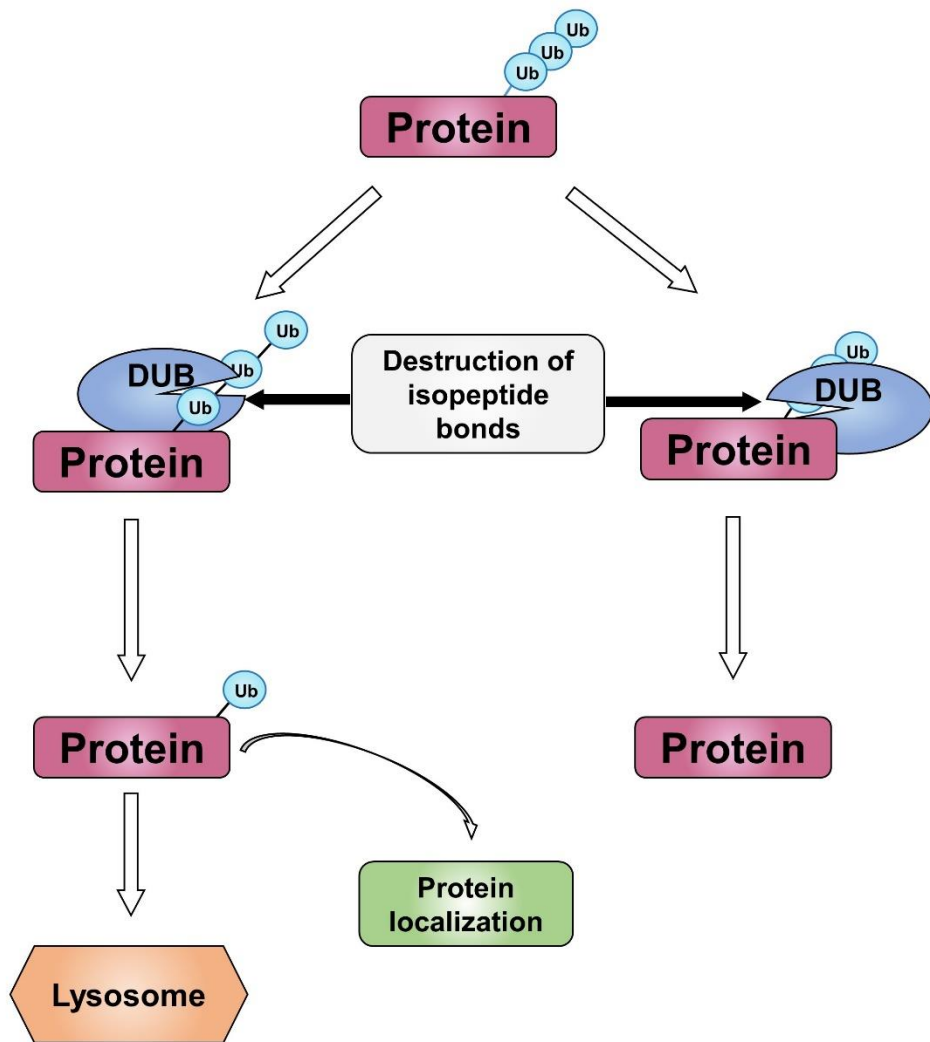 Ub
Ub
Ub
Protein
Ub
Ub
Ub
DUB
Protein
Destruction of
isopeptide
bonds
Ub
DUB
Protein
Ub
Protein
Protein
Protein
localization
Lysosome